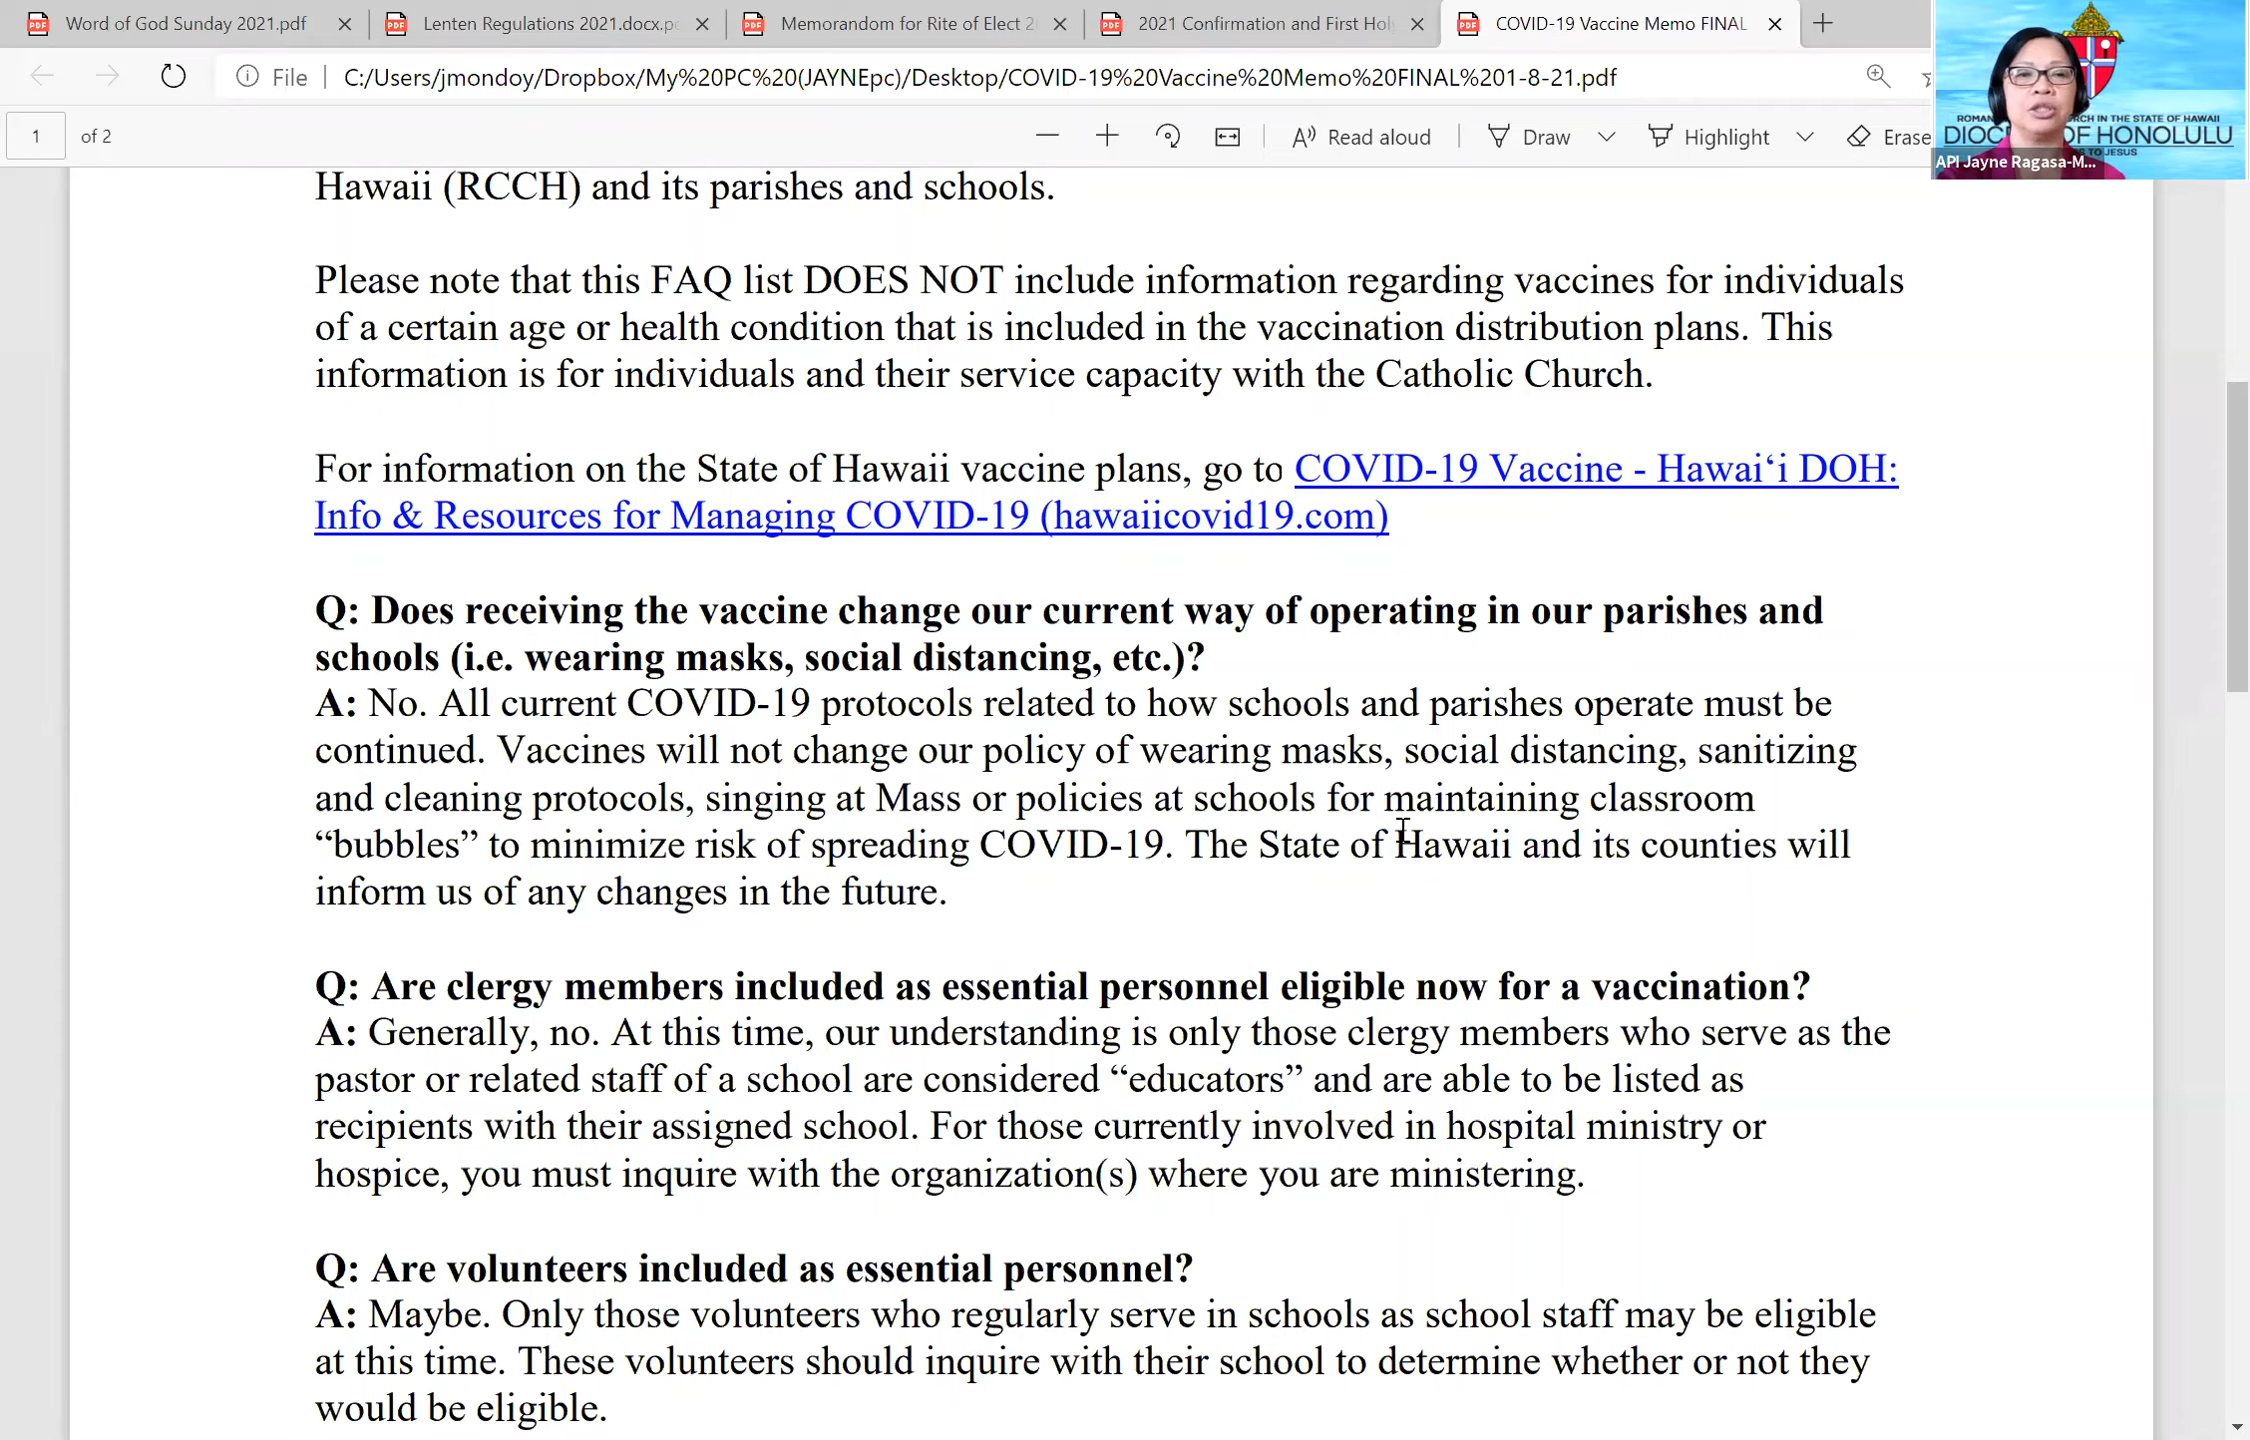 Word of God Sunday 2021.pdf
Lenten Regulations 2021.docx.p
Memorandom for Rite of Elect 2
2021 Confirmation and First Hol
COVID-19 Vaccine Memo FINAL
File
C:/Users/jmondoy/Dropbox/My%20PC%20(JAYNEpc)/Desktop/COVID-19%20Vaccine%20Memo%20FINAL%201-8-21.pdf
1 of 2
Read aloud
Draw
Highlight
Erase
CH IN THE STATE OF HAWAII
OF HONOLULU
TO JESUS
API Jayne Ragasa-M...
Hawaii (RCCH) and its parishes and schools.
Please note that this FAQ list DOES NOT include information regarding vaccines for individuals
of a certain age or health condition that is included in the vaccination distribution plans. This
information is for individuals and their service capacity with the Catholic Church.
For information on the State of Hawaii vaccine plans, go to COVID-19 Vaccine - Hawai‘i DOH:
Info & Resources for Managing COVID-19 (hawaiicovid19.com)
Q: Does receiving the vaccine change our current way of operating in our parishes and
schools (i.e. wearing masks, social distancing, etc.)?
A: No. All current COVID-19 protocols related to how schools and parishes operate must be
continued. Vaccines will not change our policy of wearing masks, social distancing, sanitizing
and cleaning protocols, singing at Mass or policies at schools for maintaining classroom
“bubbles” to minimize risk of spreading COVID-19. The State of Hawaii and its counties will
inform us of any changes in the future.
Q: Are clergy members included as essential personnel eligible now for a vaccination?
A: Generally, no. At this time, our understanding is only those clergy members who serve as the
pastor or related staff of a school are considered “educators” and are able to be listed as
recipients with their assigned school. For those currently involved in hospital ministry or
hospice, you must inquire with the organization(s) where you are ministering.
Q: Are volunteers included as essential personnel?
A: Maybe. Only those volunteers who regularly serve in schools as school staff may be eligible
at this time. These volunteers should inquire with their school to determine whether or not they
would be eligible.